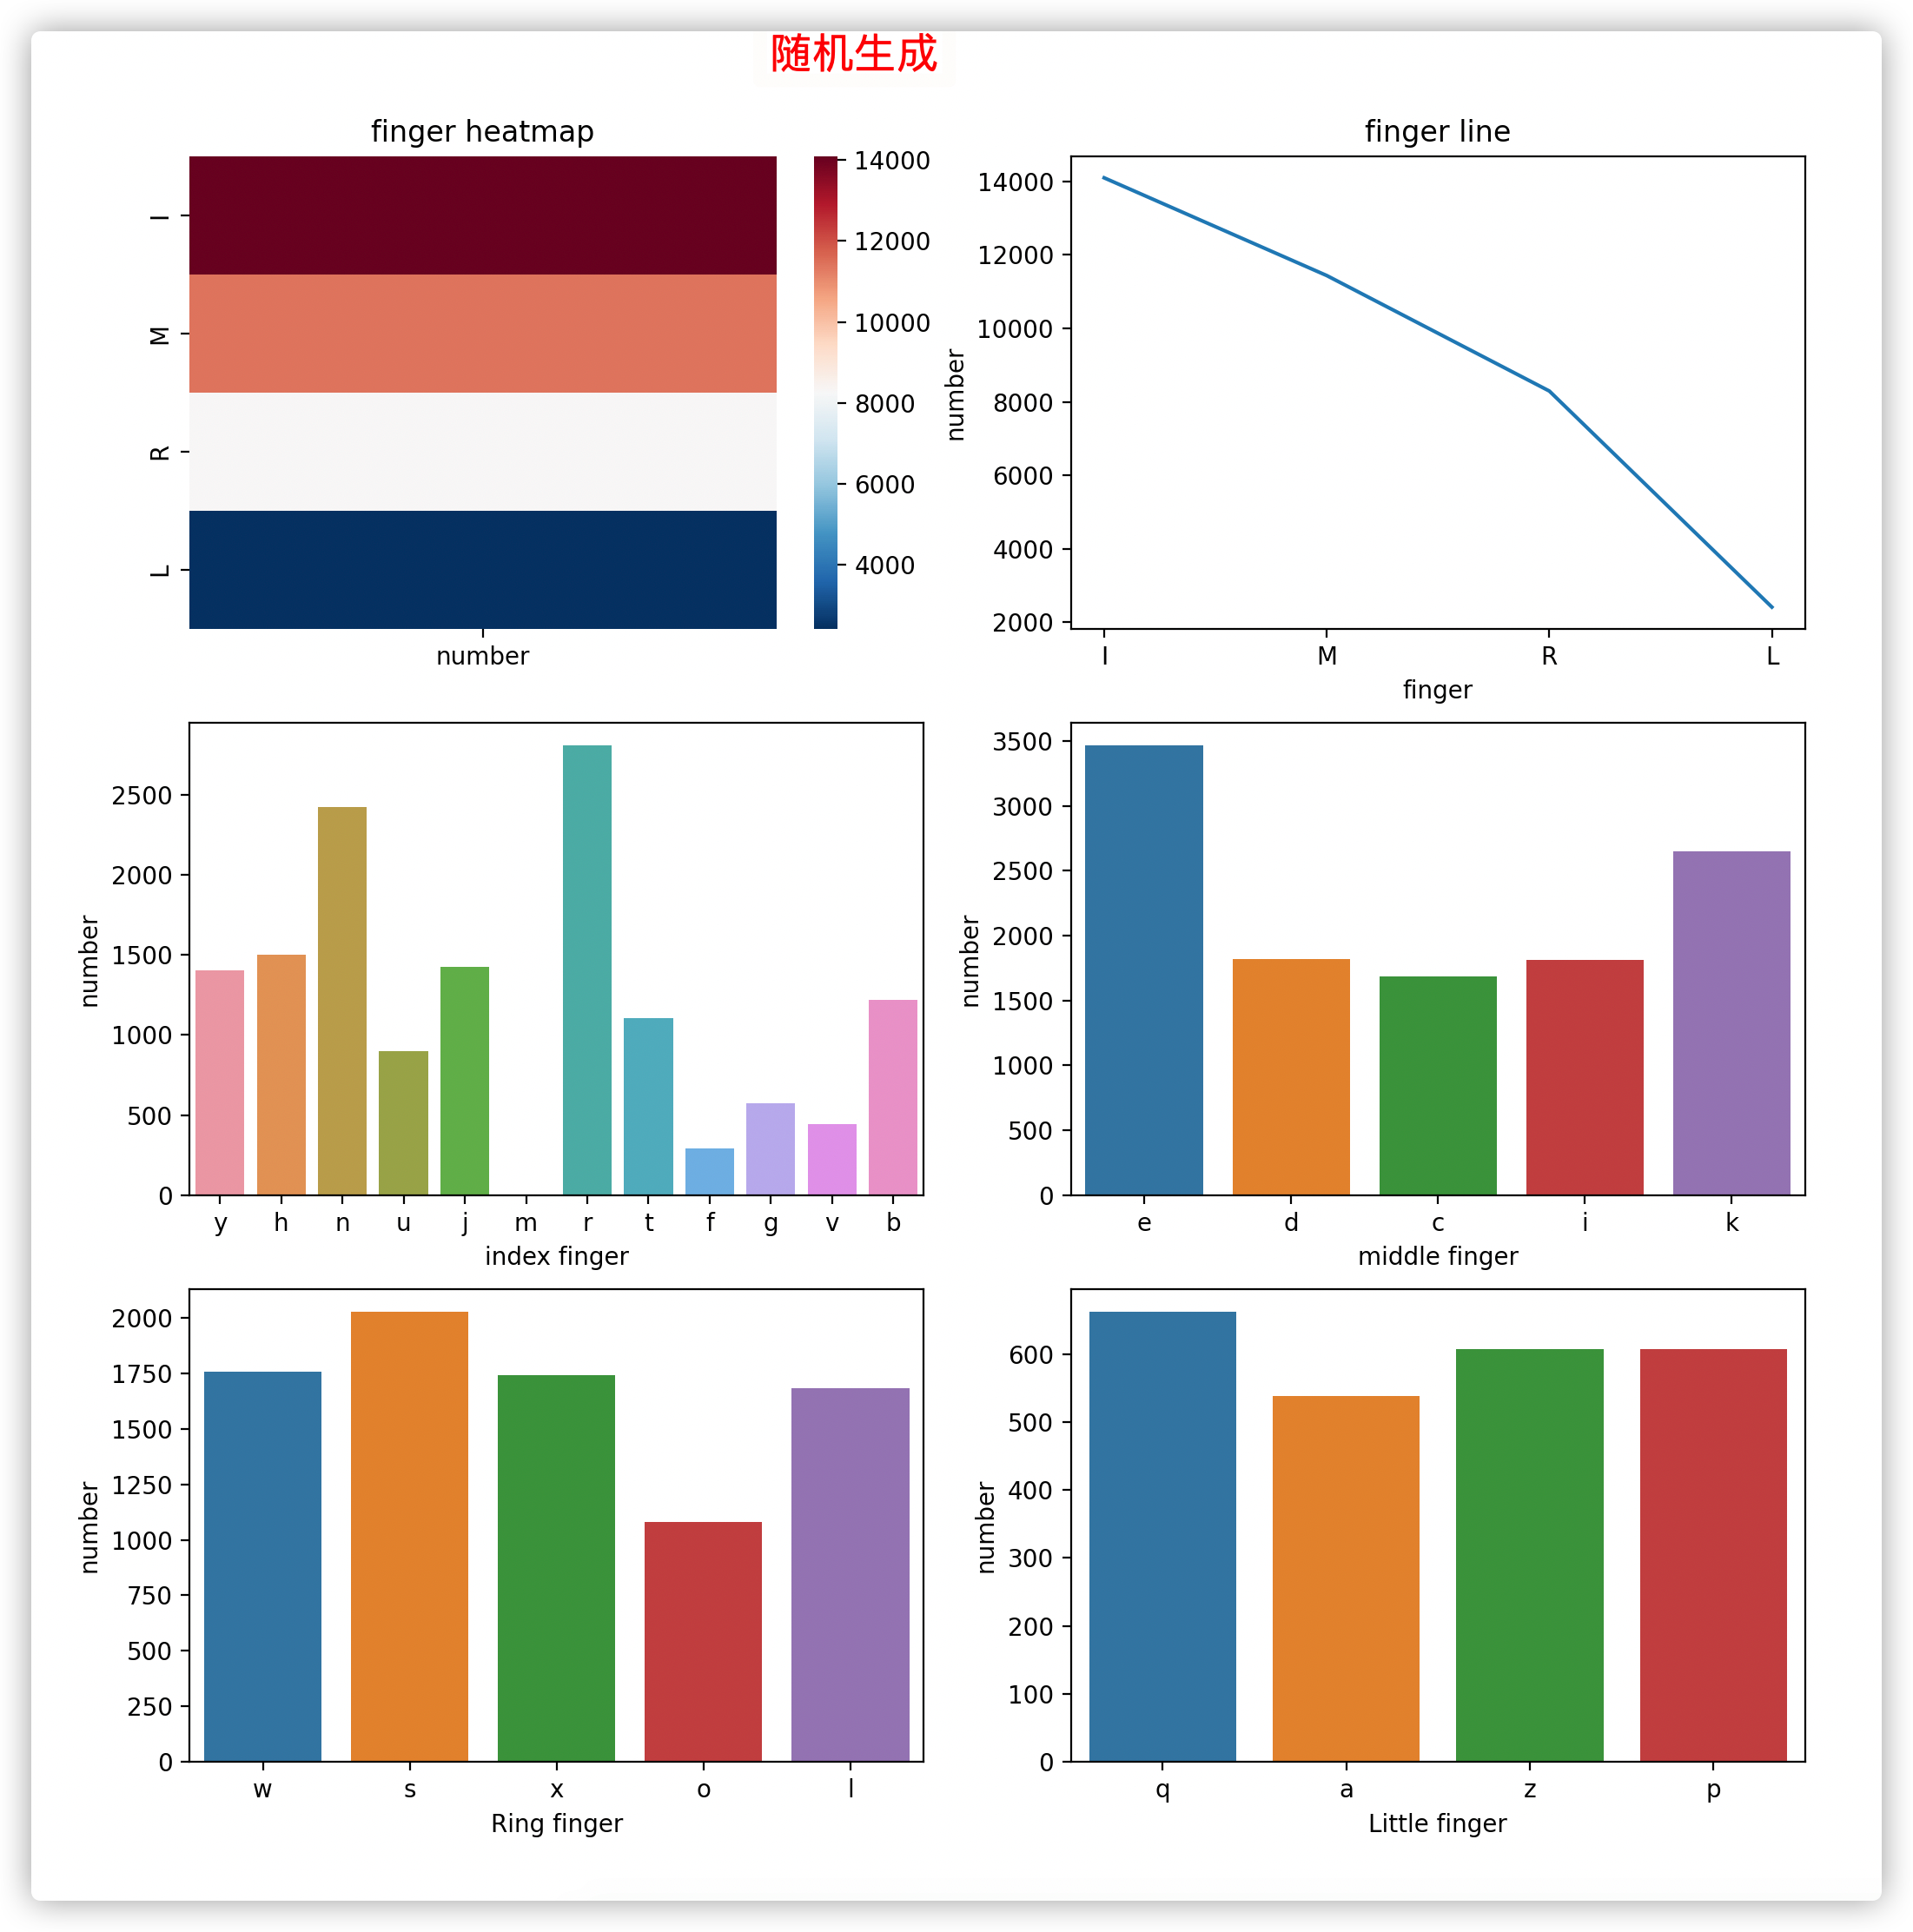 随机生成
finger heatmap
I
M
R
L
number
14000
12000
10000
8000
6000
4000
finger line
number
14000
12000
10000
8000
6000
4000
2000
I M R L
finger
number
2500
2000
1500
1000
500
0
y h n u j m r t f g v b
index finger
number
3500
3000
2500
2000
1500
1000
500
0
e d c i k
middle finger
number
2000
1750
1500
1250
1000
750
500
250
0
w s x o l
Ring finger
number
600
500
400
300
200
100
0
q a z p
Little finger